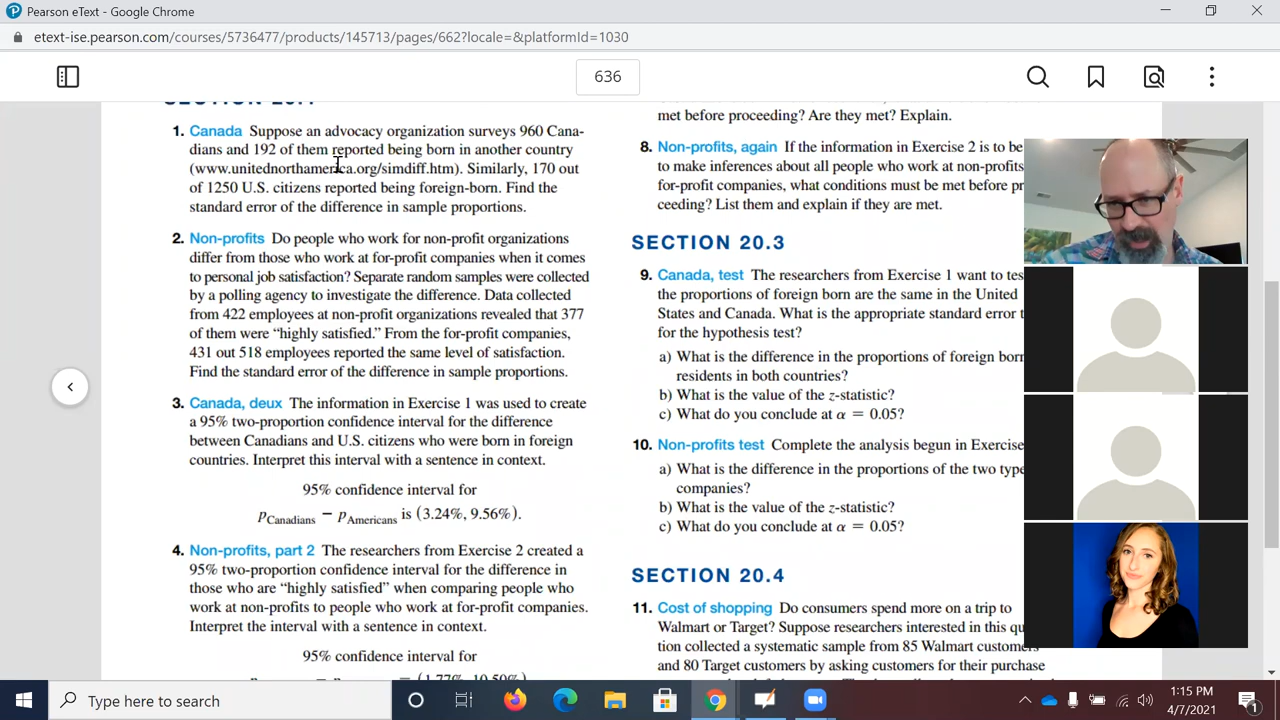 Pearson eText - Google Chrome
etext-ise.pearson.com/courses/5736477/products/145713/pages/662?locale=&platformId=1030
636
SECTION 20.1
1. Canada Suppose an advocacy organization surveys 960 Cana-
dians and 192 of them reported being born in another country
(www.unitednorthamerica.org/simdiff.htm). Similarly, 170 out
of 1250 U.S. citizens reported being foreign-born. Find the
standard error of the difference in sample proportions.
2. Non-profits Do people who work for non-profit organizations
differ from those who work at for-profit companies when it comes
to personal job satisfaction? Separate random samples were collected
by a polling agency to investigate the difference. Data collected
from 422 employees at non-profit organizations revealed that 377
of them were “highly satisfied.” From the for-profit companies,
431 out 518 employees reported the same level of satisfaction.
Find the standard error of the difference in sample proportions.
3. Canada, deux The information in Exercise 1 was used to create
a 95% two-proportion confidence interval for the difference
between Canadians and U.S. citizens who were born in foreign
countries. Interpret this interval with a sentence in context.
95% confidence interval for
pCanadians − pAmericans is (3.24%, 9.56%).
4. Non-profits, part 2 The researchers from Exercise 2 created a
95% two-proportion confidence interval for the difference in
those who are “highly satisfied” when comparing people who
work at non-profits to people who work at for-profit companies.
Interpret the interval with a sentence in context.
95% confidence interval for
(1.77%, 10.50%)
met before proceeding? Are they met? Explain.
8. Non-profits, again If the information in Exercise 2 is to be
to make inferences about all people who work at non-profits
for-profit companies, what conditions must be met before pr
ceeding? List them and explain if they are met.
SECTION 20.3
9. Canada, test The researchers from Exercise 1 want to tes
the proportions of foreign born are the same in the United
States and Canada. What is the appropriate standard error t
for the hypothesis test?
a) What is the difference in the proportions of foreign born
residents in both countries?
b) What is the value of the z-statistic?
c) What do you conclude at α = 0.05?
10. Non-profits test Complete the analysis begun in Exercise
a) What is the difference in the proportions of the two type
companies?
b) What is the value of the z-statistic?
c) What do you conclude at α = 0.05?
SECTION 20.4
11. Cost of shopping Do consumers spend more on a trip to
Walmart or Target? Suppose researchers interested in this qu
tion collected a systematic sample from 85 Walmart customers
and 80 Target customers by asking customers for their purchase
Type here to search
1:15 PM
4/7/2021
1